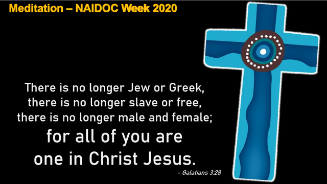 Meditation – NAIDOC Week 2020
There is no longer Jew or Greek,
there is no longer slave or free,
there is no longer male and female;
for all of you are
one in Christ Jesus.
- Galatians 3:28